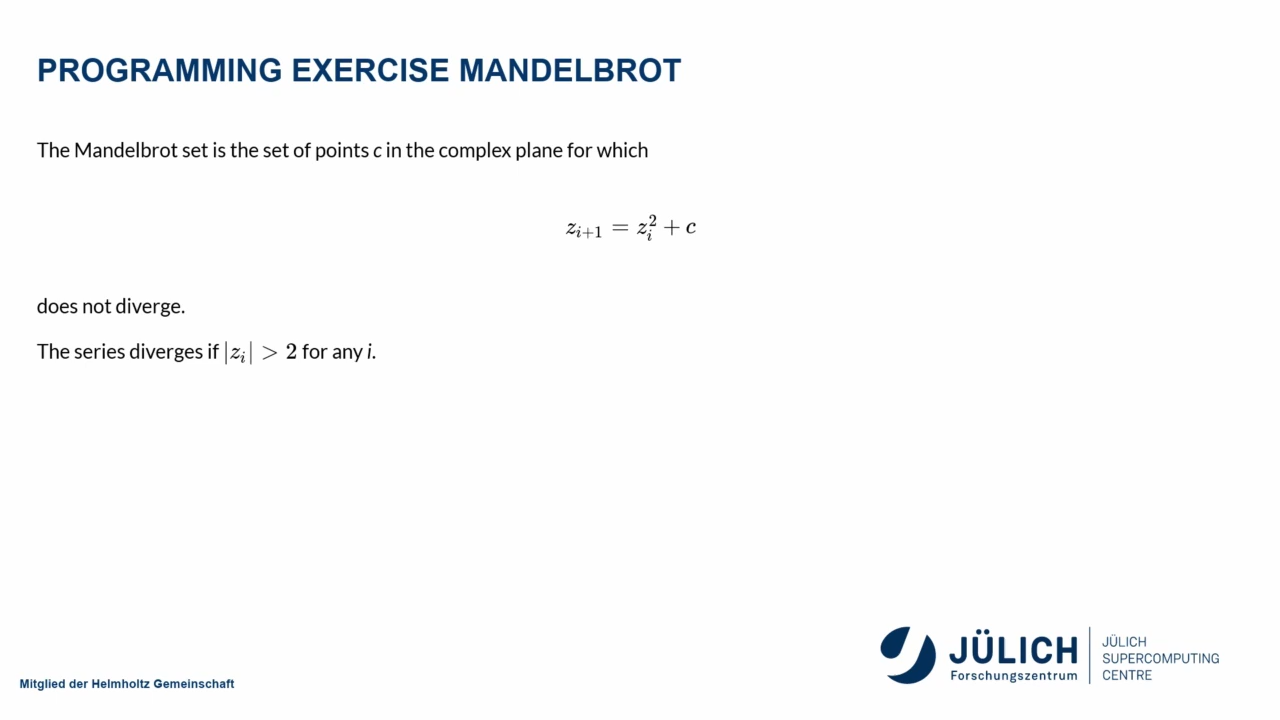 PROGRAMMING EXERCISE MANDELBROT
The Mandelbrot set is the set of points c in the complex plane for which
z_{i+1} = z_i^2 + c
does not diverge.
The series diverges if |z_i| > 2 for any i.
JÜLICH
Forschungszentrum
JÜLICH
SUPERCOMPUTING
CENTRE
Mitglied der Helmholtz Gemeinschaft